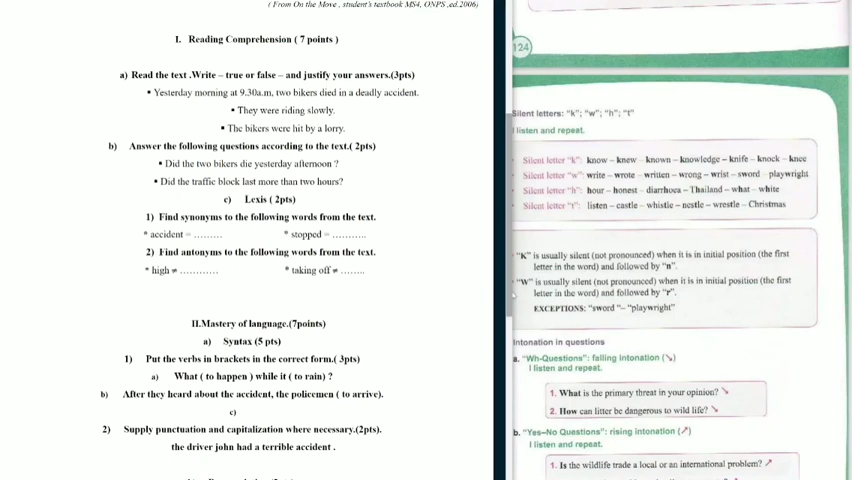 ( From On the Move , student's textbook MS4, ONPS ,ed.2006)
I. Reading Comprehension ( 7 points )
a) Read the text .Write – true or false – and justify your answers.(3pts)
▪ Yesterday morning at 9.30a.m, two bikers died in a deadly accident.
▪ They were riding slowly.
▪ The bikers were hit by a lorry.
b) Answer the following questions according to the text.( 2pts)
▪ Did the two bikers die yesterday afternoon ?
▪ Did the traffic block last more than two hours?
c) Lexis ( 2pts)
1) Find synonyms to the following words from the text.
* accident = ......... * stopped = ...........
2) Find antonyms to the following words from the text.
* high ≠ ............ * taking off ≠ ........
II.Mastery of language.(7points)
a) Syntax (5 pts)
1) Put the verbs in brackets in the correct form.( 3pts)
a) What ( to happen ) while it ( to rain) ?
b) After they heard about the accident, the policemen ( to arrive).
c)
2) Supply punctuation and capitalization where necessary.(2pts).
the driver john had a terrible accident .
124
Silent letters: "k"; "w"; "h"; "t"
I listen and repeat.
Silent letter "k": know – knew – known – knowledge – knife – knock – knee
Silent letter "w": write – wrote – written – wrong – wrist – sword – playwright
Silent letter "h": hour – honest – diarrhoea – Thailand – what – white
Silent letter "t": listen – castle – whistle – nestle – wrestle – Christmas
"K" is usually silent (not pronounced) when it is in initial position (the first
letter in the word) and followed by "n".
"W" is usually silent (not pronounced) when it is in initial position (the first
letter in the word) and followed by "r".
EXCEPTIONS: "sword "– "playwright"
Intonation in questions
a. "Wh-Questions": falling intonation (↘)
I listen and repeat.
1. What is the primary threat in your opinion? ↘
2. How can litter be dangerous to wild life? ↘
b. "Yes–No Questions": rising intonation (↗)
I listen and repeat.
1. Is the wildlife trade a local or an international problem? ↗